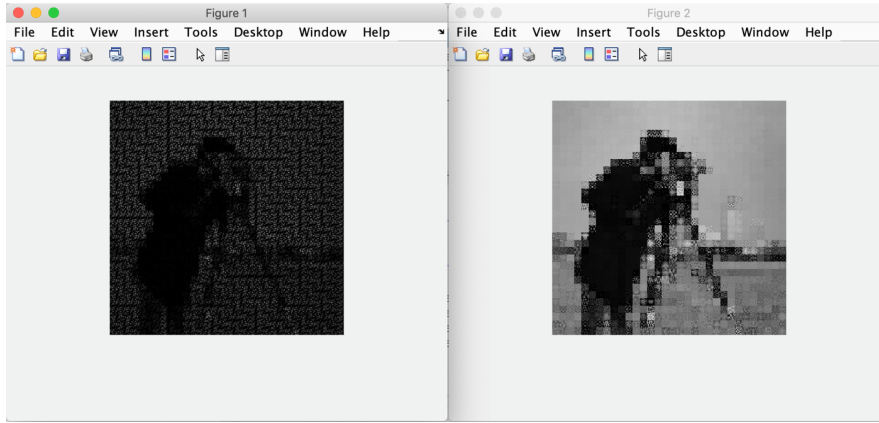 Figure 1
File Edit View Insert Tools Desktop Window Help
Figure 2
File Edit View Insert Tools Desktop Window Help